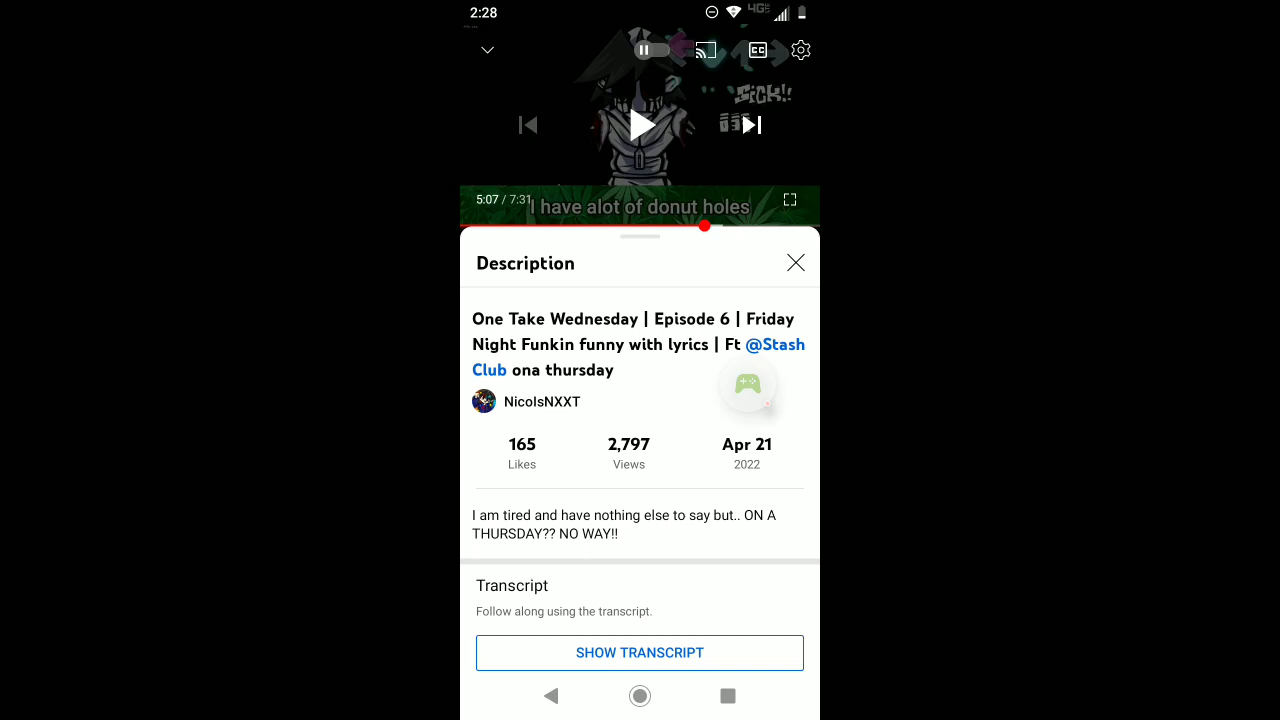 2:28
4G
CC
SiCK!!
5:07 / 7:31
I have alot of donut holes
Description
One Take Wednesday | Episode 6 | Friday
Night Funkin funny with lyrics | Ft @Stash
Club ona thursday
NicolsNXXT
165 2,797 Apr 21
Likes Views 2022
I am tired and have nothing else to say but.. ON A
THURSDAY?? NO WAY!!
Transcript
Follow along using the transcript.
SHOW TRANSCRIPT